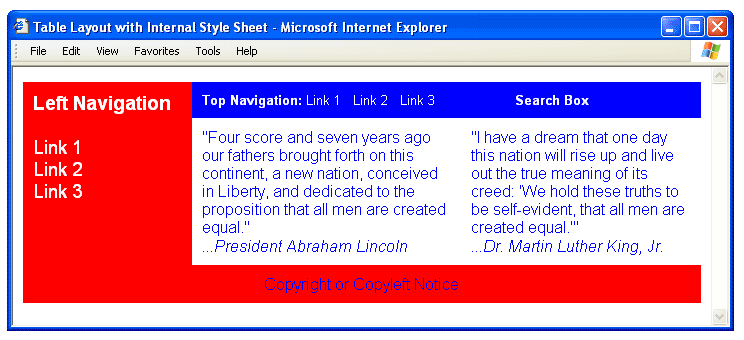 Table Layout with Internal Style Sheet - Microsoft Internet Explorer
File Edit View Favorites Tools Help
Left Navigation
Link 1
Link 2
Link 3
Top Navigation: Link 1 Link 2 Link 3 Search Box
"Four score and seven years ago
our fathers brought forth on this
continent, a new nation, conceived
in Liberty, and dedicated to the
proposition that all men are created
equal."
...President Abraham Lincoln
"I have a dream that one day
this nation will rise up and live
out the true meaning of its
creed: 'We hold these truths to
be self-evident, that all men are
created equal.'"
...Dr. Martin Luther King, Jr.
Copyright or Copyleft Notice